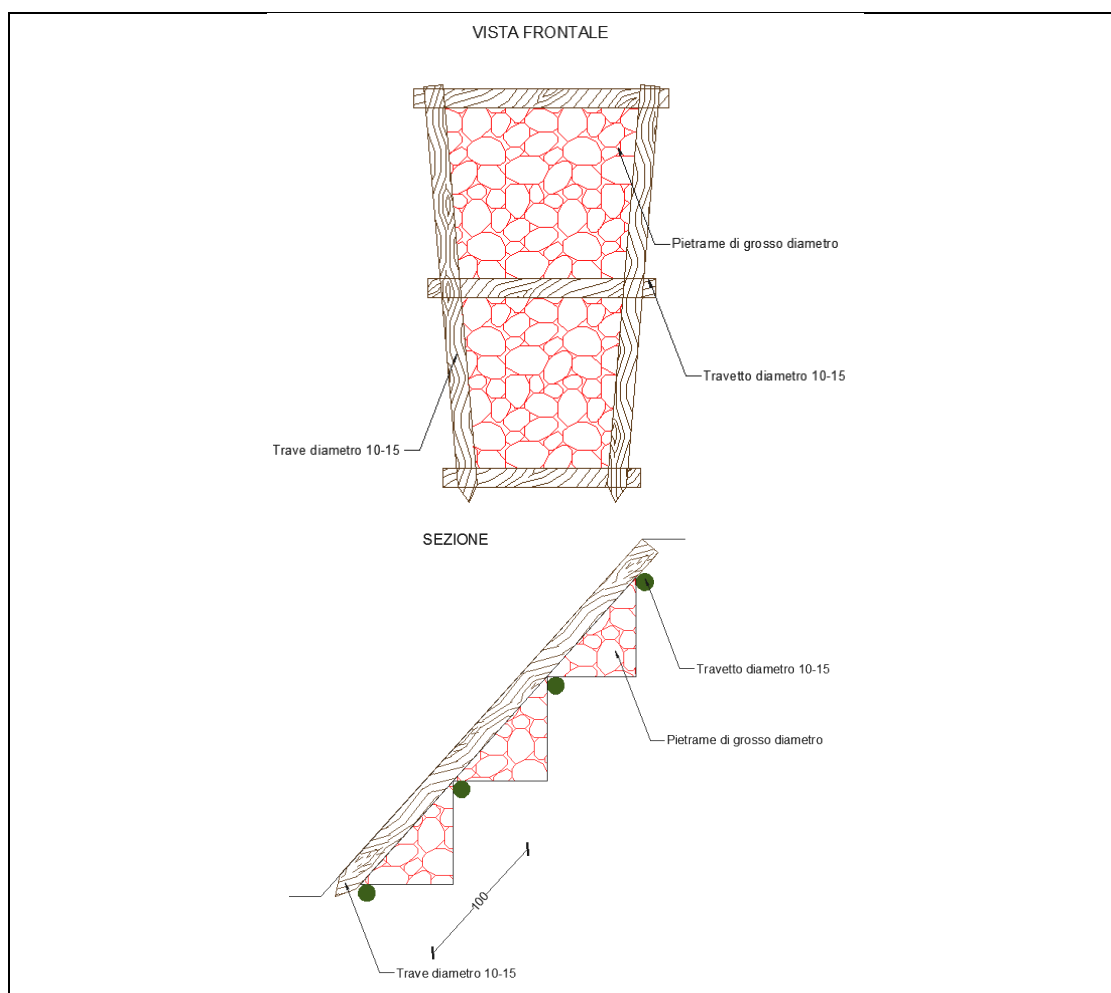 VISTA FRONTALE
Pietrame di grosso diametro
Travetto diametro 10-15
Trave diametro 10-15
SEZIONE
Travetto diametro 10-15
Pietrame di grosso diametro
100
Trave diametro 10-15